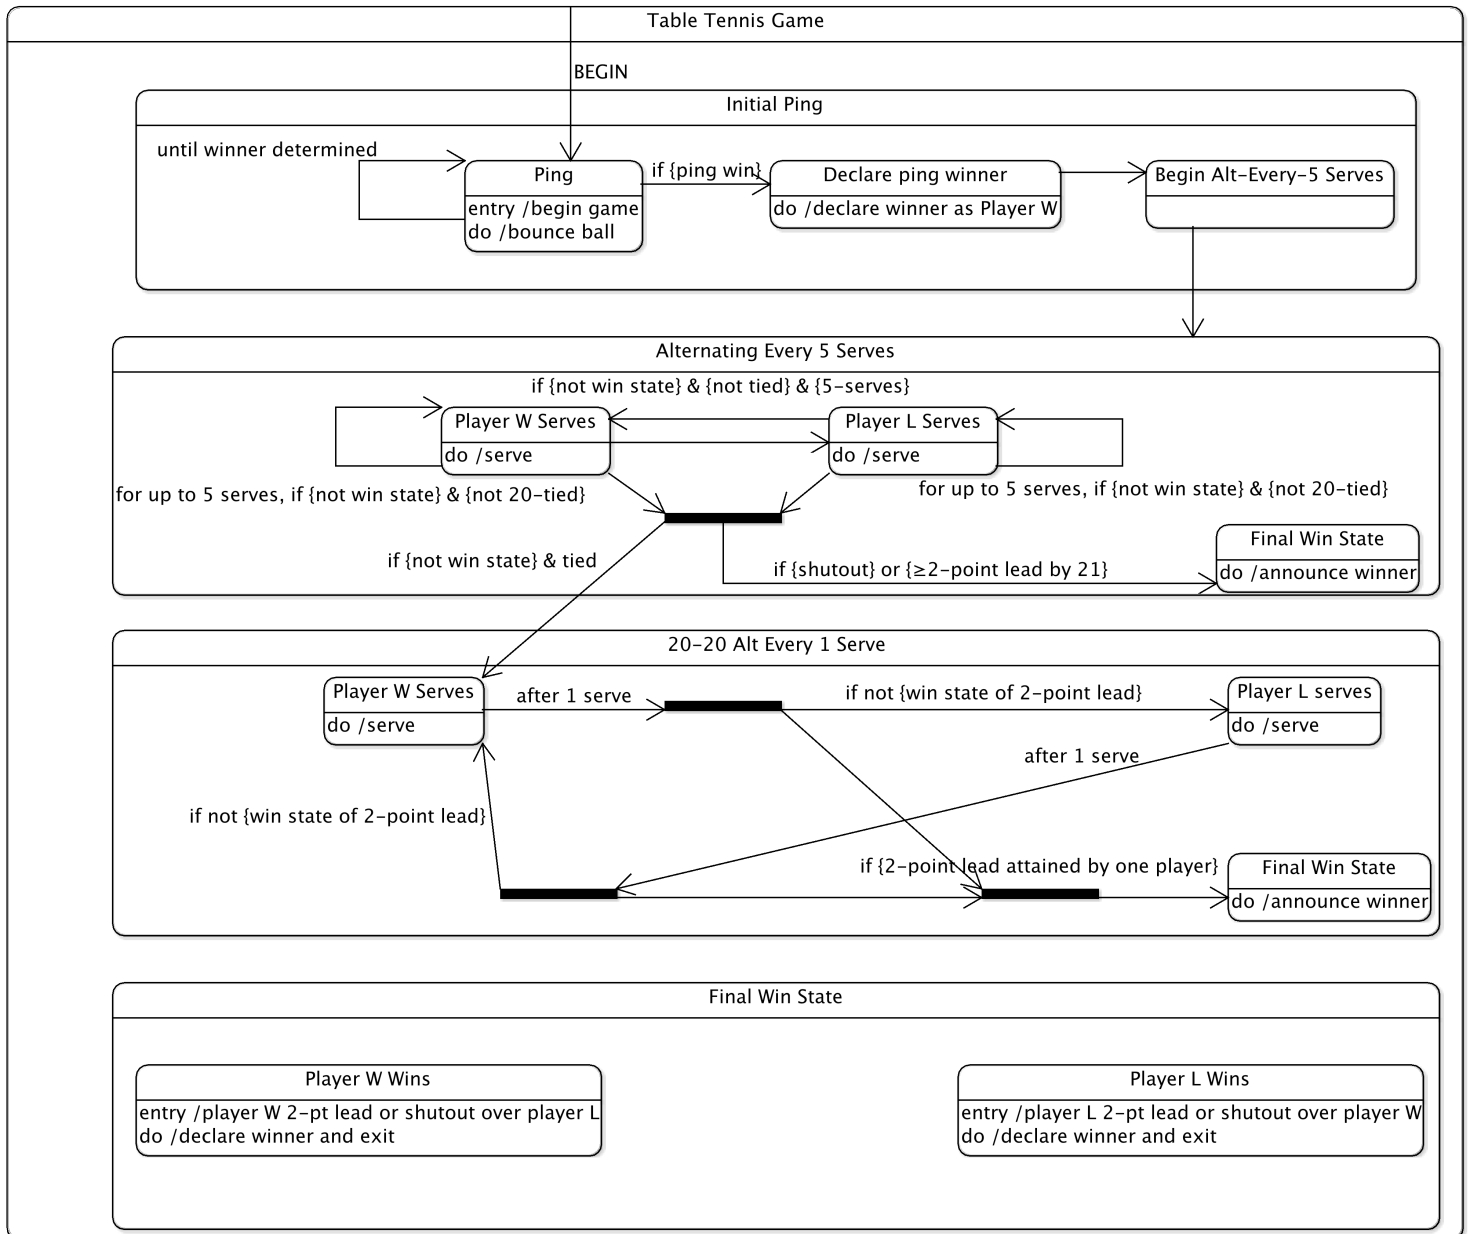 Table Tennis Game
BEGIN
Initial Ping
until winner determined
Ping
entry /begin game
do /bounce ball
if {ping win}
Declare ping winner
do /declare winner as Player W
Begin Alt-Every-5 Serves
Alternating Every 5 Serves
if {not win state} & {not tied} & {5-serves}
Player W Serves
do /serve
Player L Serves
do /serve
for up to 5 serves, if {not win state} & {not 20-tied}
for up to 5 serves, if {not win state} & {not 20-tied}
if {not win state} & tied
if {shutout} or {≥2-point lead by 21}
Final Win State
do /announce winner
20-20 Alt Every 1 Serve
Player W Serves
do /serve
after 1 serve
if not {win state of 2-point lead}
Player L serves
do /serve
after 1 serve
if not {win state of 2-point lead}
if {2-point lead attained by one player}
Final Win State
do /announce winner
Final Win State
Player W Wins
entry /player W 2-pt lead or shutout over player L
do /declare winner and exit
Player L Wins
entry /player L 2-pt lead or shutout over player W
do /declare winner and exit